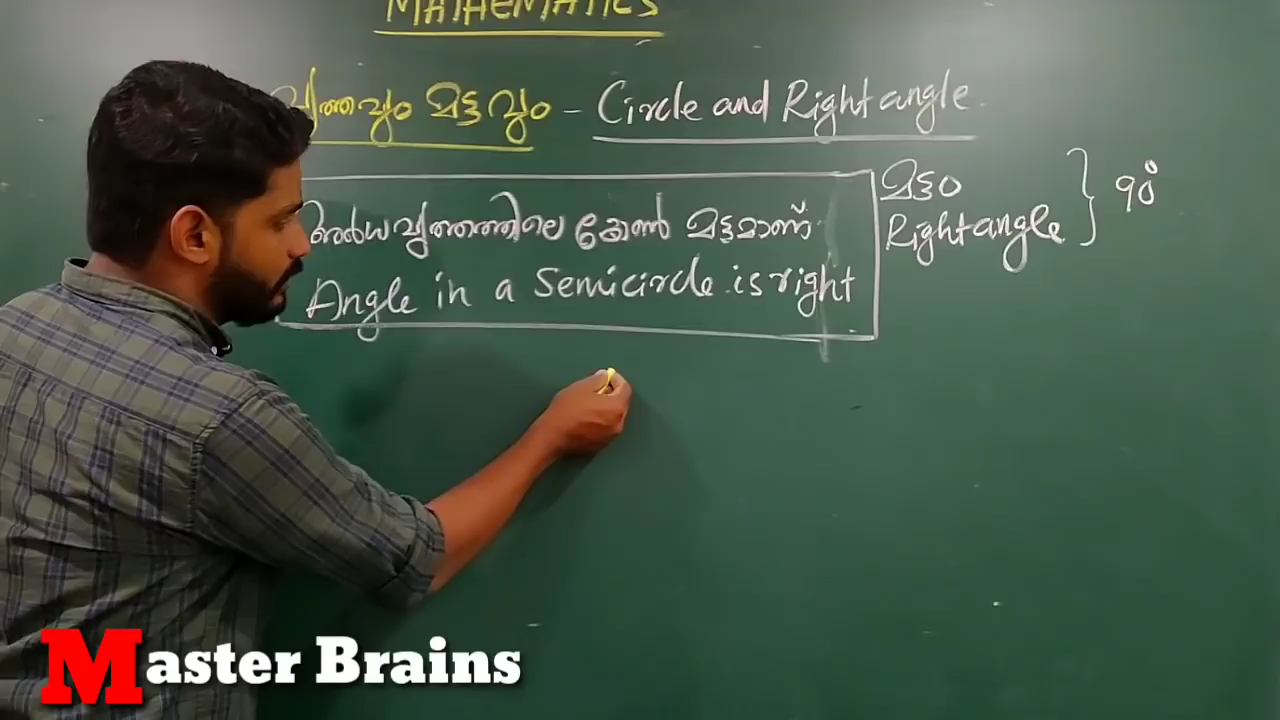 MATHEMATICS
വൃത്തവും മട്ടവും - Circle and Right angle.
അർധവൃത്തത്തിലെ കോൺ മട്ടമാണ്.
Angle in a Semicircle is right
മട്ടം
Right angle } 90°
Master Brains